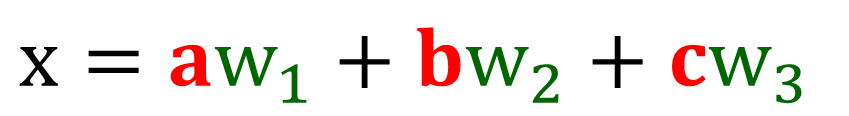 x = aw₁ + bw₂ + cw₃